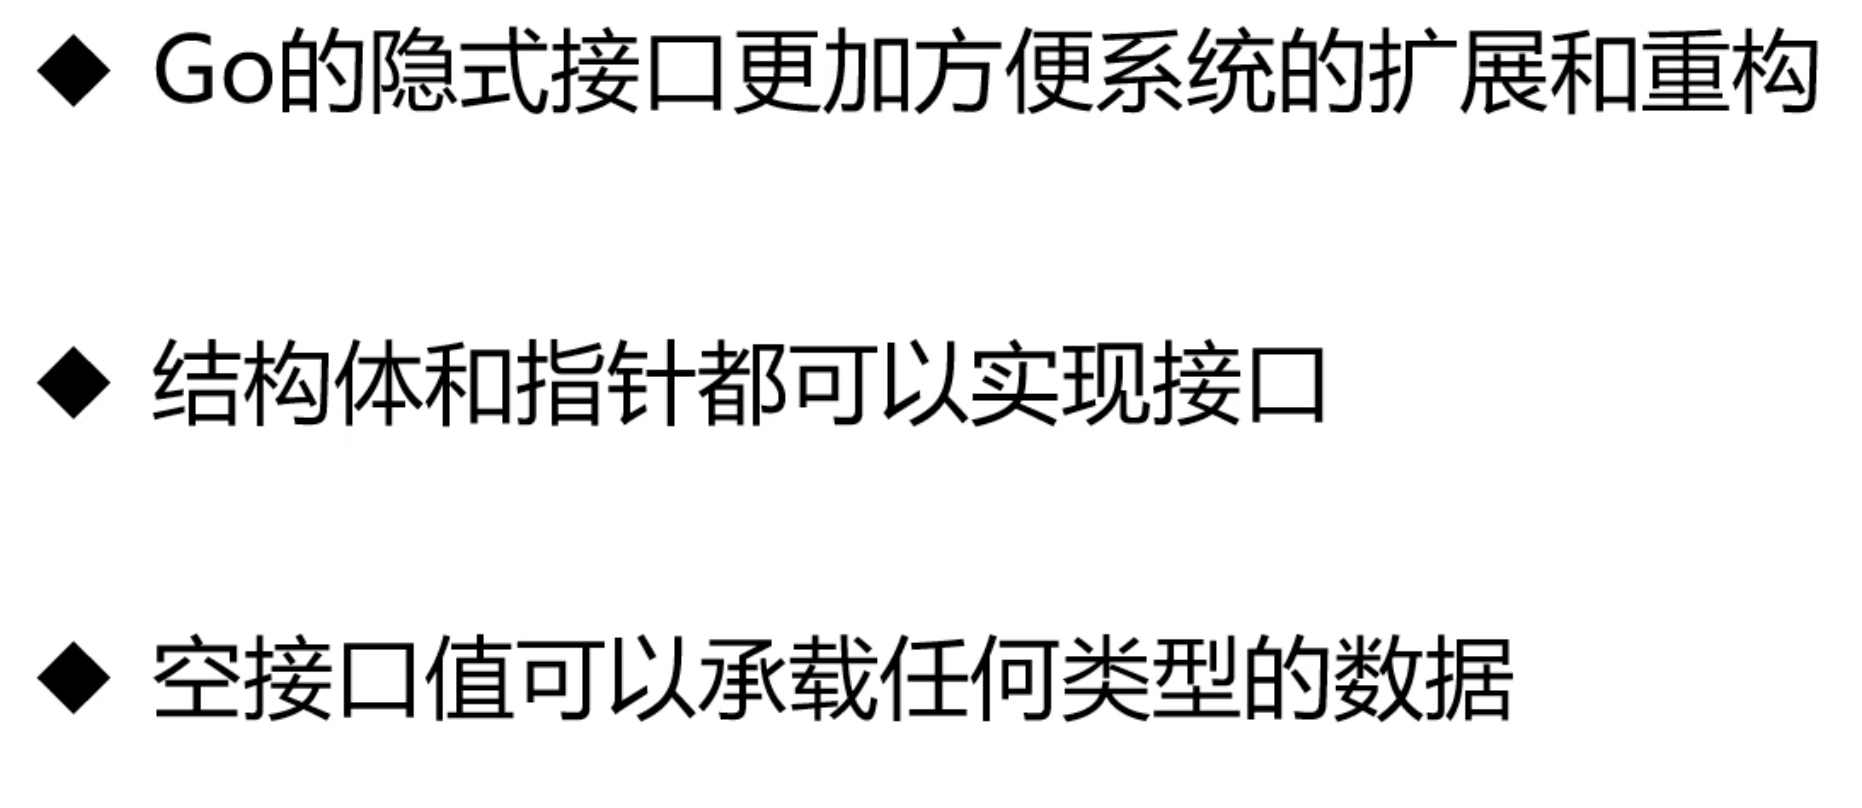 ◆ Go的隐式接口更加方便系统的扩展和重构
◆ 结构体和指针都可以实现接口
◆ 空接口值可以承载任何类型的数据